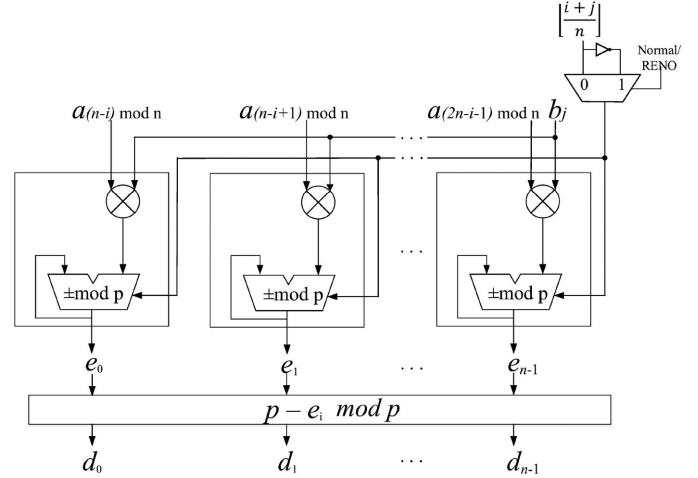 ⌊(i + j)/n⌋
Normal/
RENO
0 1
a(n-i) mod n a(n-i+1) mod n a(2n-i-1) mod n bj
. . .
. . .
. . .
±mod p ±mod p ±mod p
e0 e1 . . . en-1
p − ei mod p
d0 d1 . . . dn-1